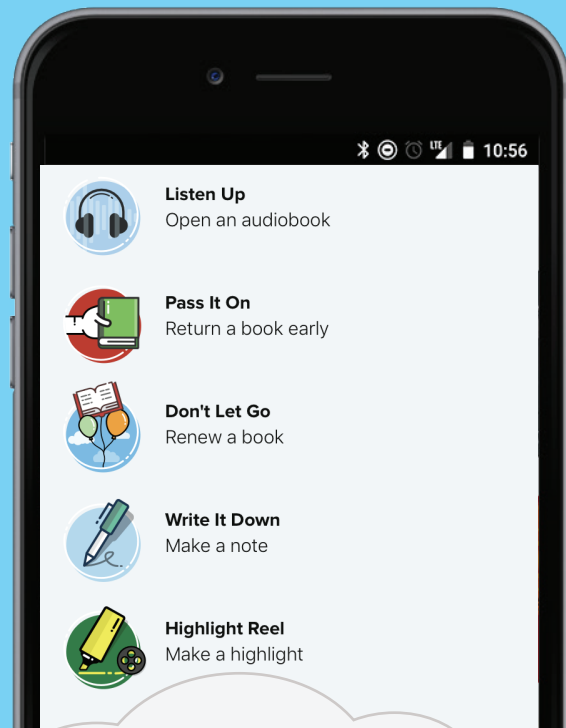 LTE 10:56
Listen Up
Open an audiobook
Pass It On
Return a book early
Don't Let Go
Renew a book
Write It Down
Make a note
Highlight Reel
Make a highlight